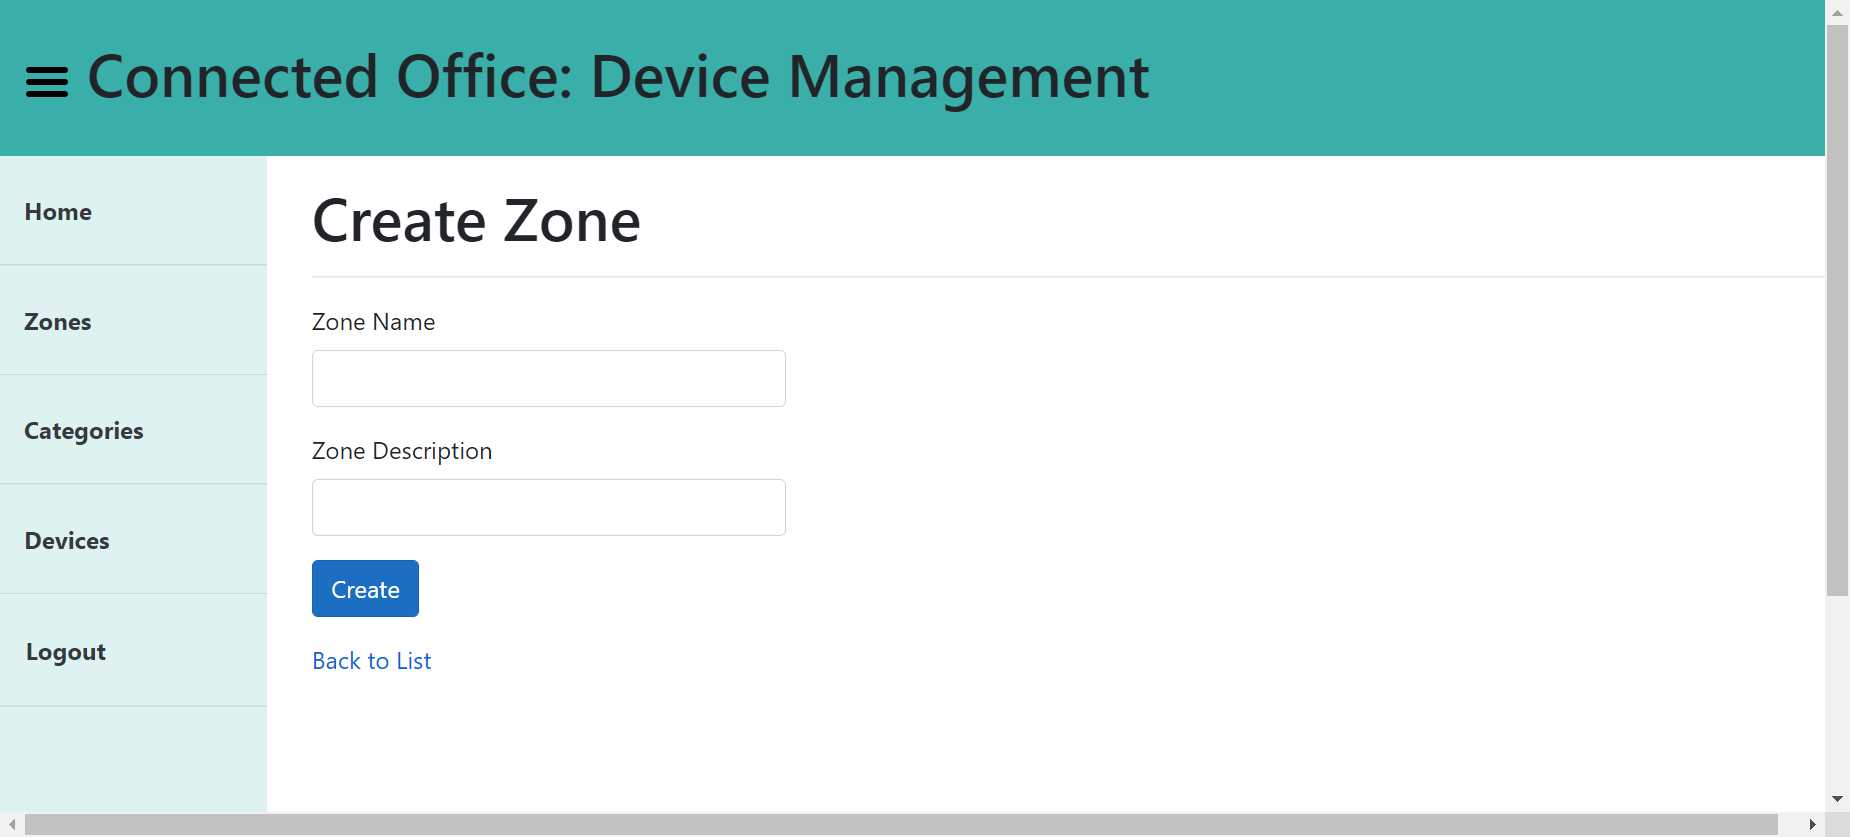 Connected Office: Device Management
Home
Zones
Categories
Devices
Logout
Create Zone
Zone Name
Zone Description
Create
Back to List